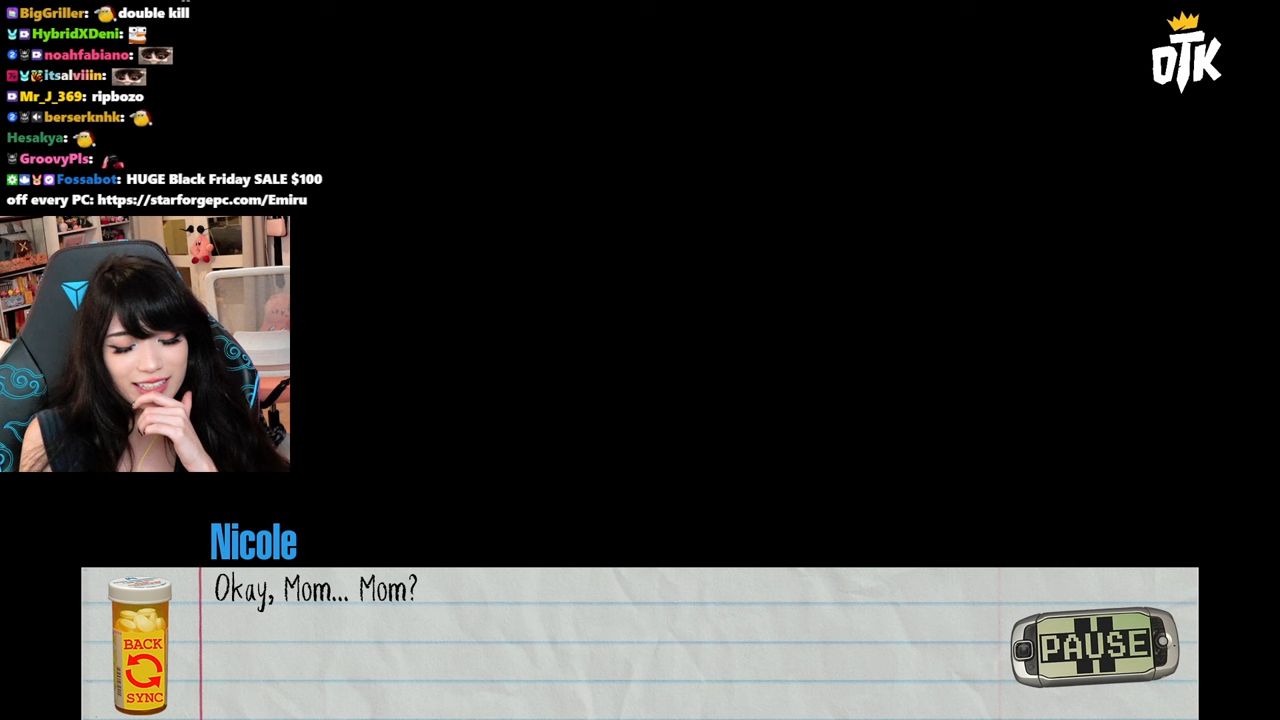 BigGriller: double kill
HybridXDeni:
noahfabiano:
itsalviiin:
Mr_J_369: ripbozo
berserknhk:
Hesakya:
GroovyPls:
Fossabot: HUGE Black Friday SALE $100
off every PC: https://starforgepc.com/Emiru
OTK
Nicole
Okay, Mom... Mom?
BACK
SYNC
PAUSE